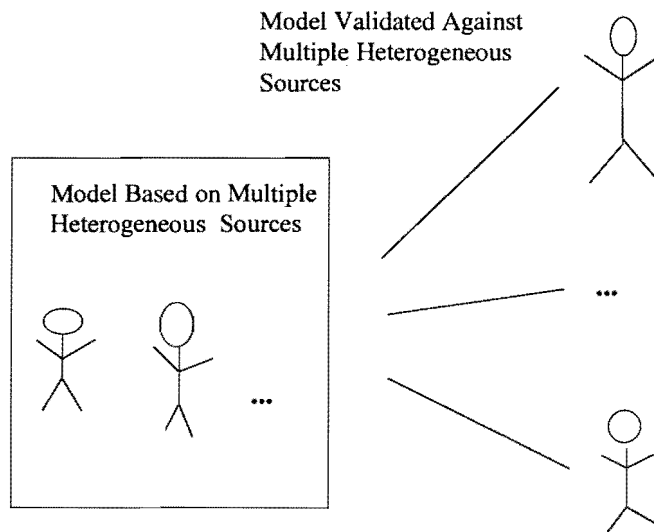 Model Validated Against
Multiple Heterogeneous
Sources
Model Based on Multiple
Heterogeneous Sources
...
...